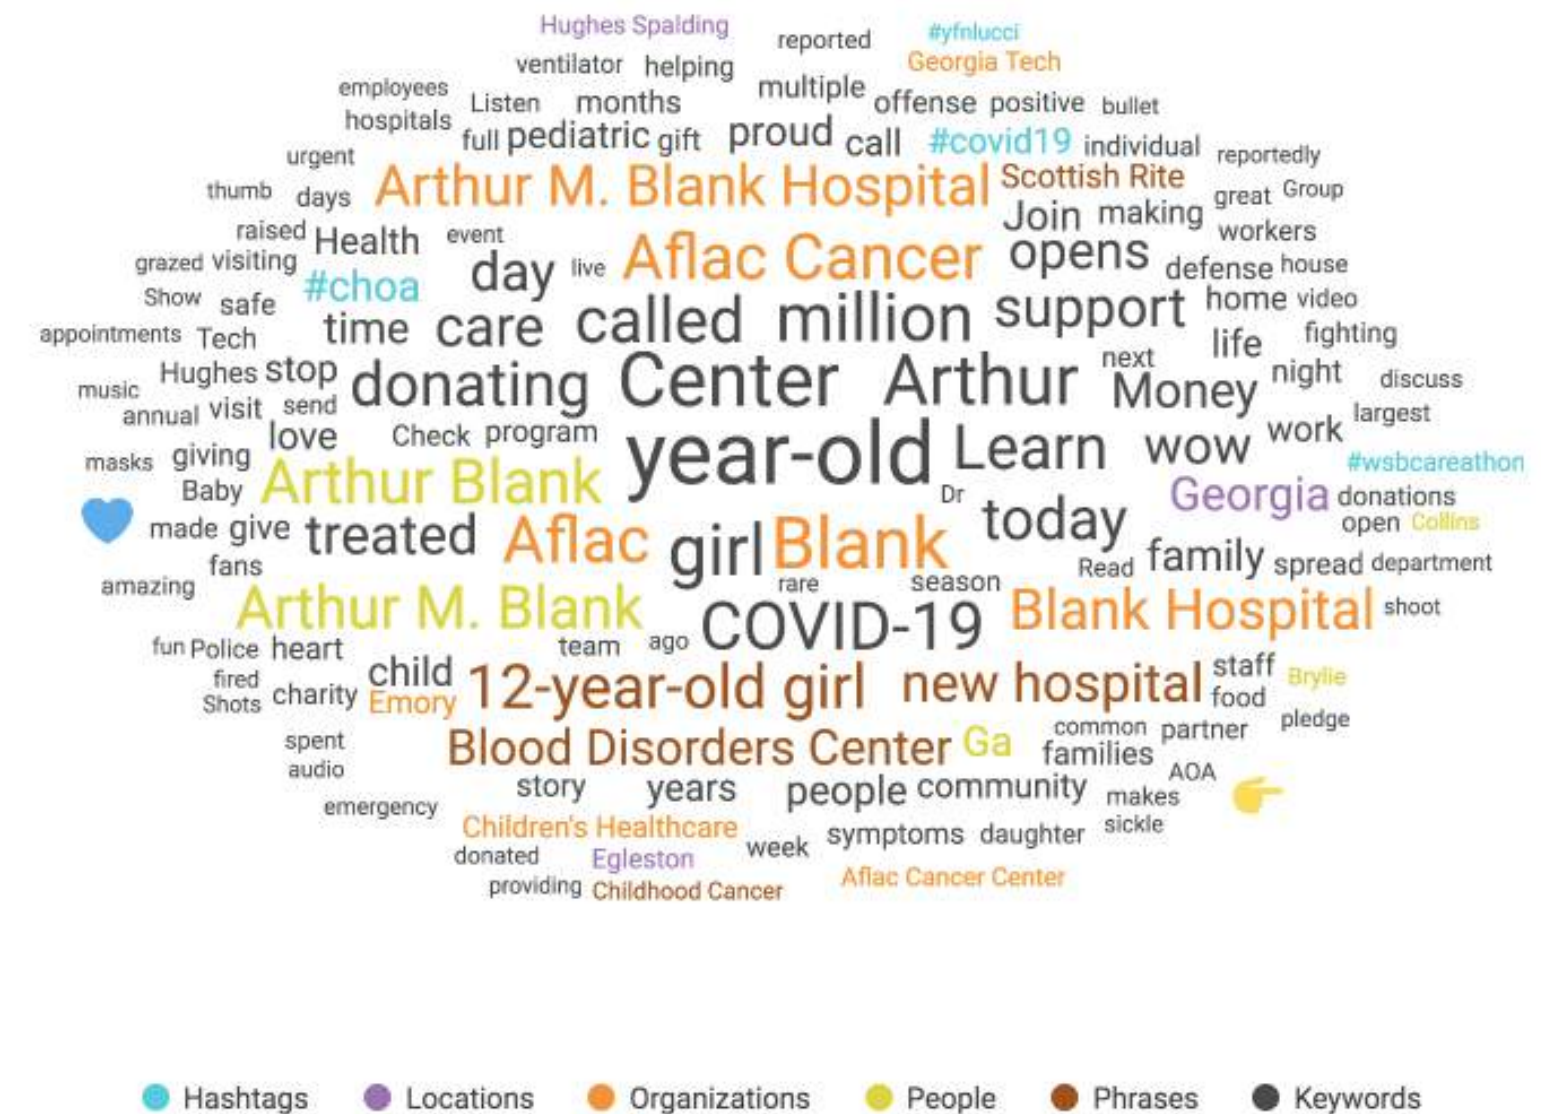 Hughes Spalding reported #yfnlucci
ventilator helping Georgia Tech
employees Listen months multiple offense positive bullet
hospitals full pediatric gift proud call #covid19 individual reportedly
urgent
thumb days Arthur M. Blank Hospital Scottish Rite great Group
raised Health event Join making workers
grazed visiting day live Aflac Cancer opens defense house
Show safe #choa support home video
appointments Tech time care called million life fighting
Hughes stop donating Center Arthur next Money night discuss
music annual visit send largest
love Check program year-old Learn wow work
masks giving Arthur Blank #wsbcareathon
Baby Dr Georgia donations
made give treated Aflac girl Blank today open Collins
fans Read family spread department
amazing rare season
Arthur M. Blank COVID-19 Blank Hospital shoot
fun Police heart team ago
fired child 12-year-old girl new hospital staff Brylie
Shots charity Emory food
spent Blood Disorders Center Ga common partner pledge
audio families AOA
emergency story years people community makes
Children's Healthcare week symptoms daughter sickle
donated Egleston
providing Childhood Cancer Aflac Cancer Center
Hashtags Locations Organizations People Phrases Keywords